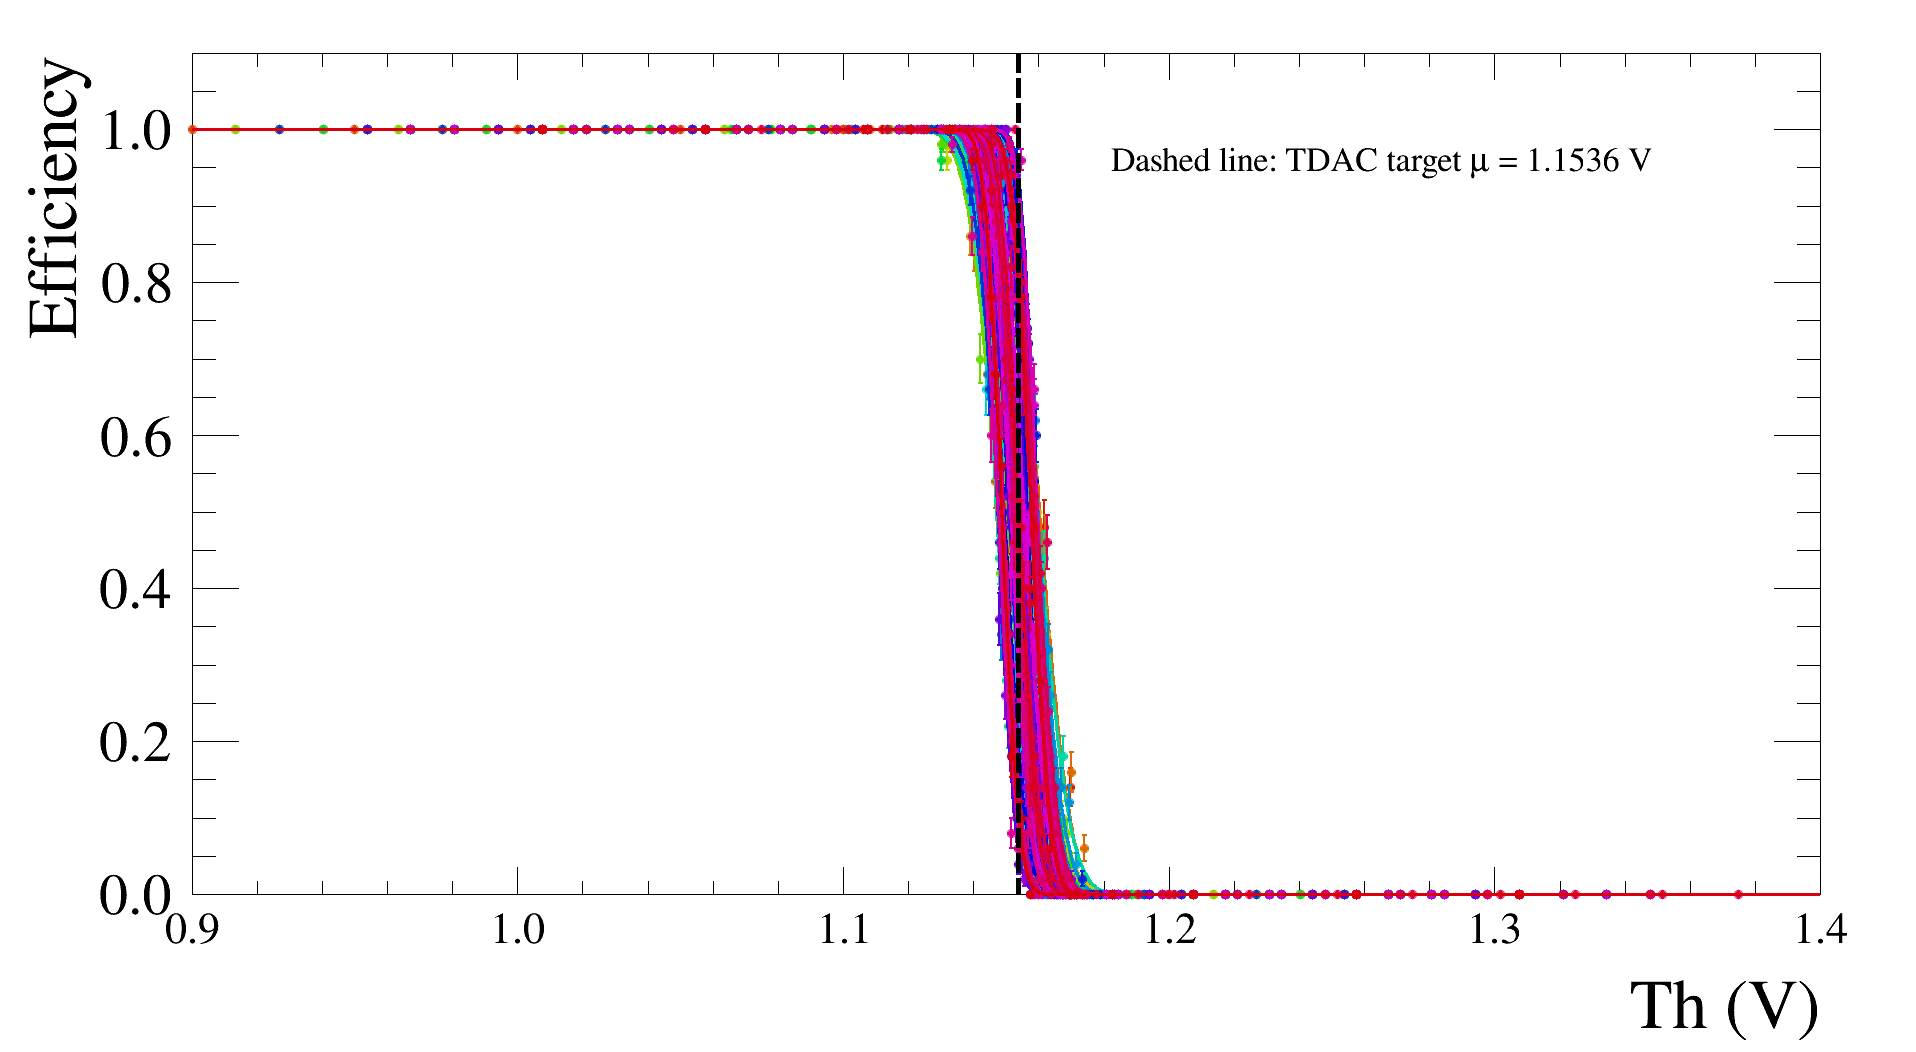 Efficiency
1.0
0.8
0.6
0.4
0.2
0.0
Dashed line: TDAC target μ = 1.1536 V
0.9 1.0 1.1 1.2 1.3 1.4
Th (V)